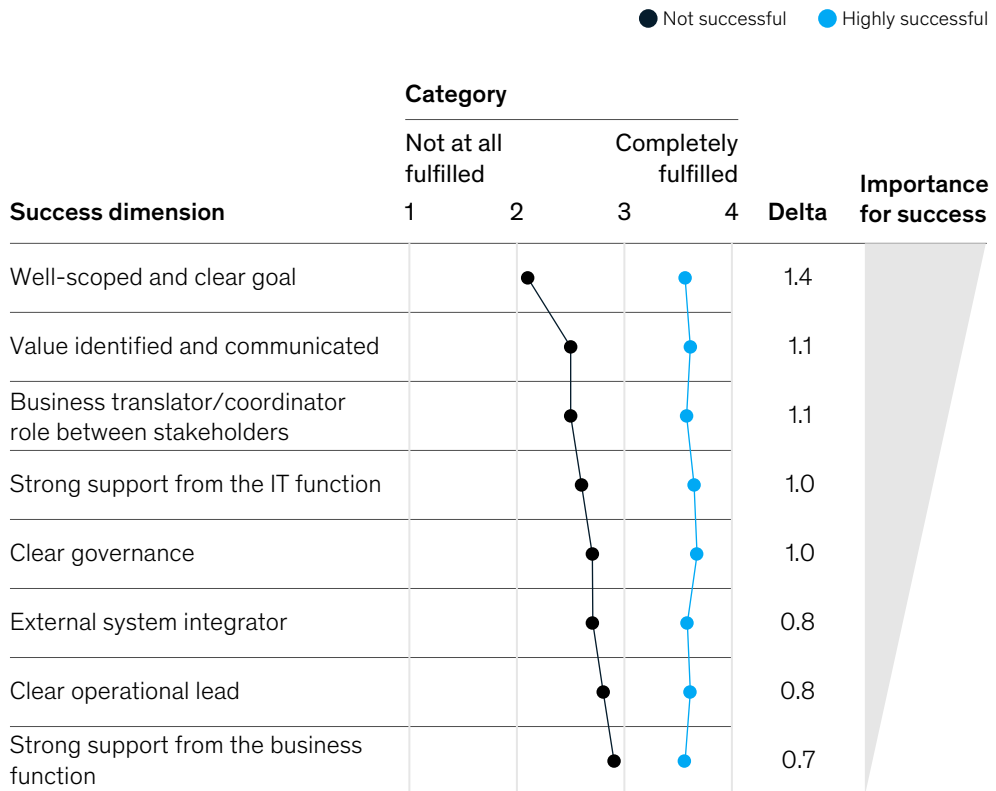 Not successful
Highly successful
Category
Not at all
fulfilled
Completely
fulfilled
Success dimension
1
2
3
4
Delta
Importance
for success
Well-scoped and clear goal
1.4
Value identified and communicated
1.1
Business translator/coordinator
role between stakeholders
1.1
Strong support from the IT function
1.0
Clear governance
1.0
External system integrator
0.8
Clear operational lead
0.8
Strong support from the business
function
0.7